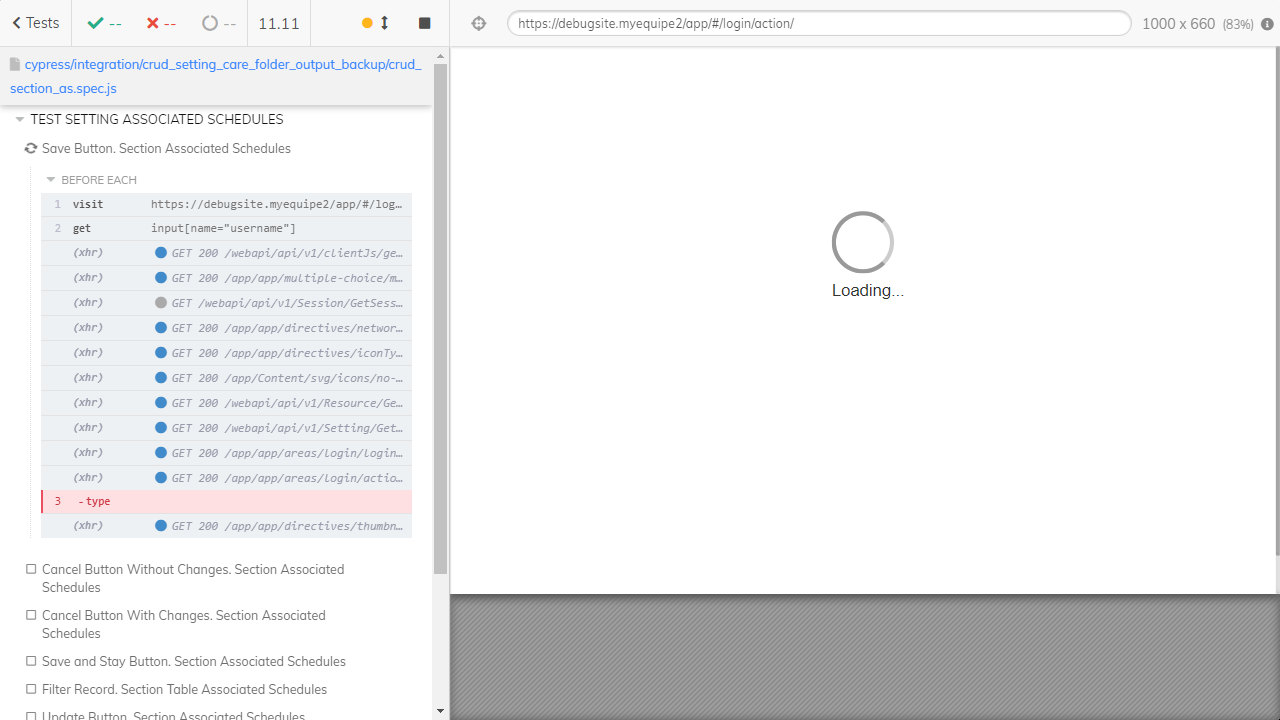 Tests -- -- -- 11.11 https://debugsite.myequipe2/app/#/login/action/ 1000 x 660 (83%)
cypress/integration/crud_setting_care_folder_output_backup/crud_
section_as.spec.js
TEST SETTING ASSOCIATED SCHEDULES
Save Button. Section Associated Schedules
BEFORE EACH
1 visit https://debugsite.myequipe2/app/#/log…
2 get input[name="username"]
(xhr) GET 200 /webapi/api/v1/clientJs/ge…
(xhr) GET 200 /app/app/multiple-choice/m…
(xhr) GET /webapi/api/v1/Session/GetSess…
(xhr) GET 200 /app/app/directives/networ…
(xhr) GET 200 /app/app/directives/iconTy…
(xhr) GET 200 /app/Content/svg/icons/no-…
(xhr) GET 200 /webapi/api/v1/Resource/Ge…
(xhr) GET 200 /webapi/api/v1/Setting/Get…
(xhr) GET 200 /app/app/areas/login/login…
(xhr) GET 200 /app/app/areas/login/actio…
3 -type
(xhr) GET 200 /app/app/directives/thumbn…
Cancel Button Without Changes. Section Associated
Schedules
Cancel Button With Changes. Section Associated
Schedules
Save and Stay Button. Section Associated Schedules
Filter Record. Section Table Associated Schedules
Update Button. Section Associated Schedules
Loading...